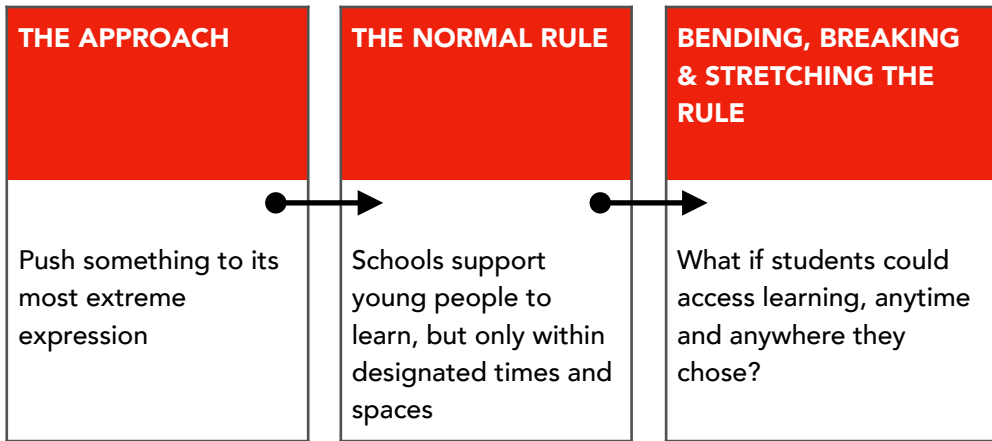 THE APPROACH
Push something to its
most extreme
expression
THE NORMAL RULE
Schools support
young people to
learn, but only within
designated times and
spaces
BENDING, BREAKING
& STRETCHING THE
RULE
What if students could
access learning, anytime
and anywhere they
chose?